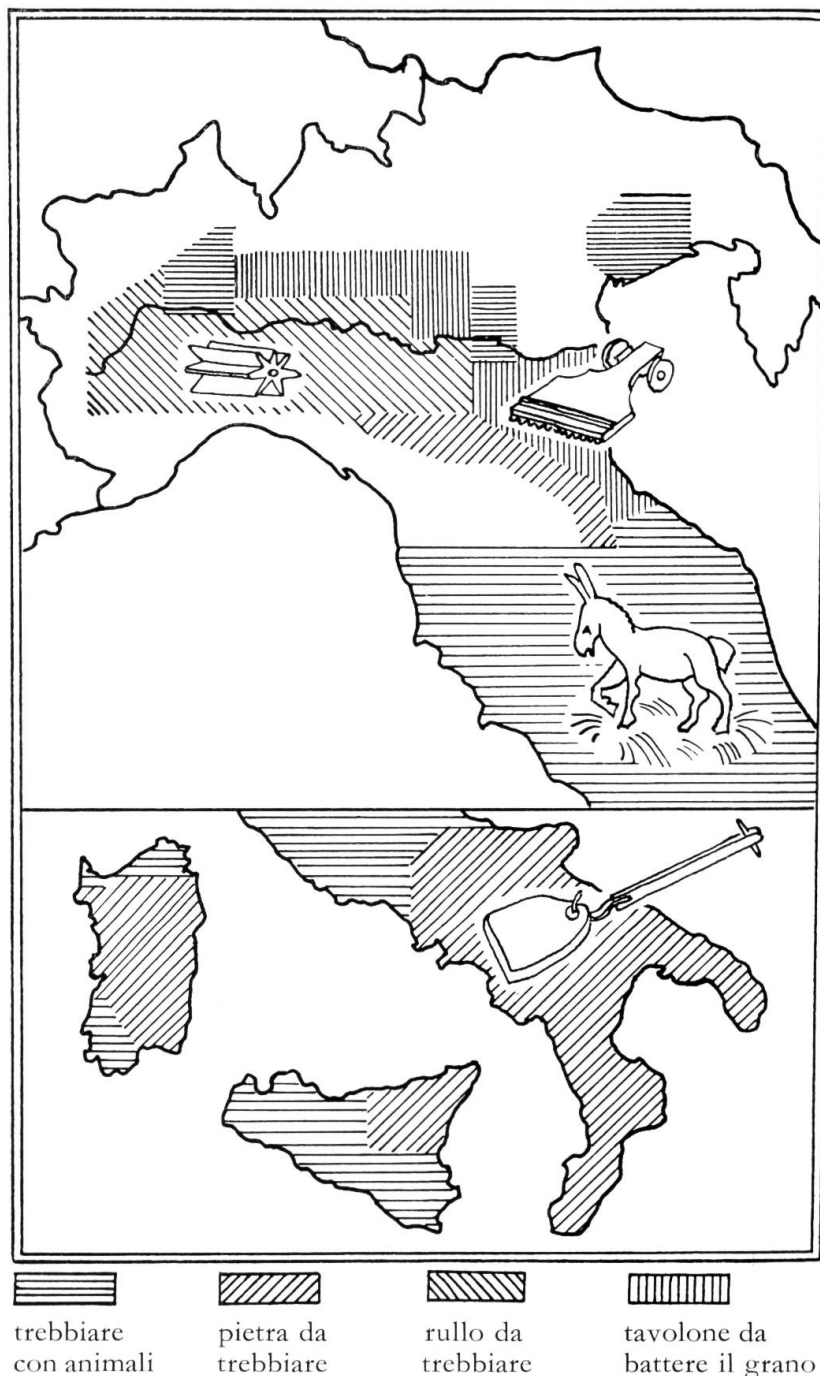 trebbiare
con animali
pietra da
trebbiare
rullo da
trebbiare
tavolone da
battere il grano